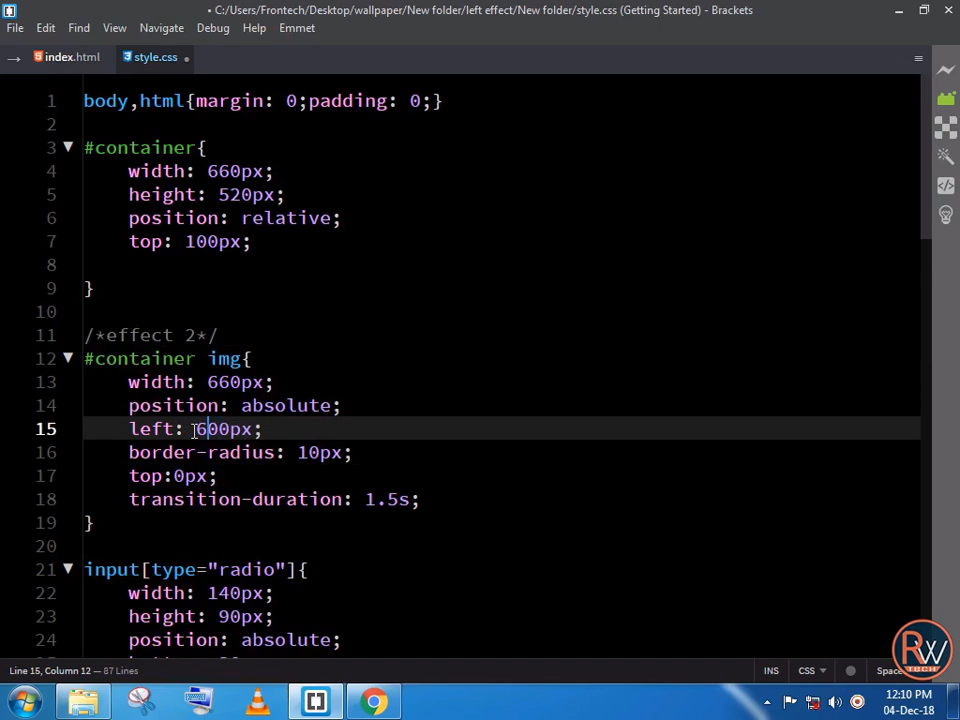 • C:/Users/Frontech/Desktop/wallpaper/New folder/left effect/New folder/style.css (Getting Started) - Brackets
File Edit Find View Navigate Debug Help Emmet
index.html style.css
1 body,html{margin: 0;padding: 0;}
2
3 #container{
4 width: 660px;
5 height: 520px;
6 position: relative;
7 top: 100px;
8
9 }
10
11 /*effect 2*/
12 #container img{
13 width: 660px;
14 position: absolute;
15 left: 600px;
16 border-radius: 10px;
17 top:0px;
18 transition-duration: 1.5s;
19 }
20
21 input[type="radio"]{
22 width: 140px;
23 height: 90px;
24 position: absolute;
Line 15, Column 12 — 87 Lines
INS CSS Spac
RW
TECH
12:10 PM
04-Dec-18